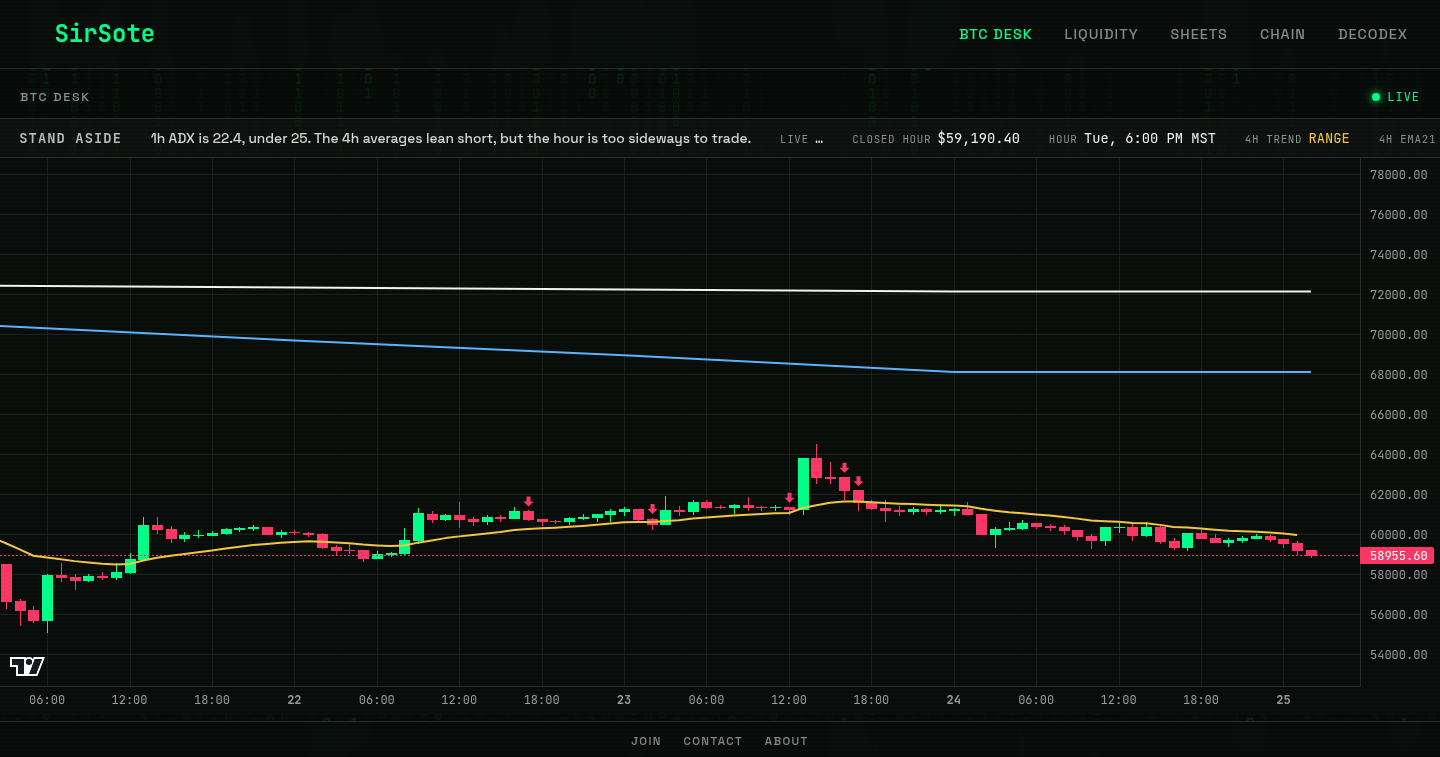 SirSote
BTC DESK LIQUIDITY SHEETS CHAIN DECODEX
BTC DESK
LIVE
STAND ASIDE 1h ADX is 22.4, under 25. The 4h averages lean short, but the hour is too sideways to trade. LIVE … CLOSED HOUR $59,190.40 HOUR Tue, 6:00 PM MST 4H TREND RANGE 4H EMA21
78000.00
76000.00
74000.00
72000.00
70000.00
68000.00
66000.00
64000.00
62000.00
60000.00
58955.60
58000.00
56000.00
54000.00
06:00 12:00 18:00 22 06:00 12:00 18:00 23 06:00 12:00 18:00 24 06:00 12:00 18:00 25
JOIN CONTACT ABOUT